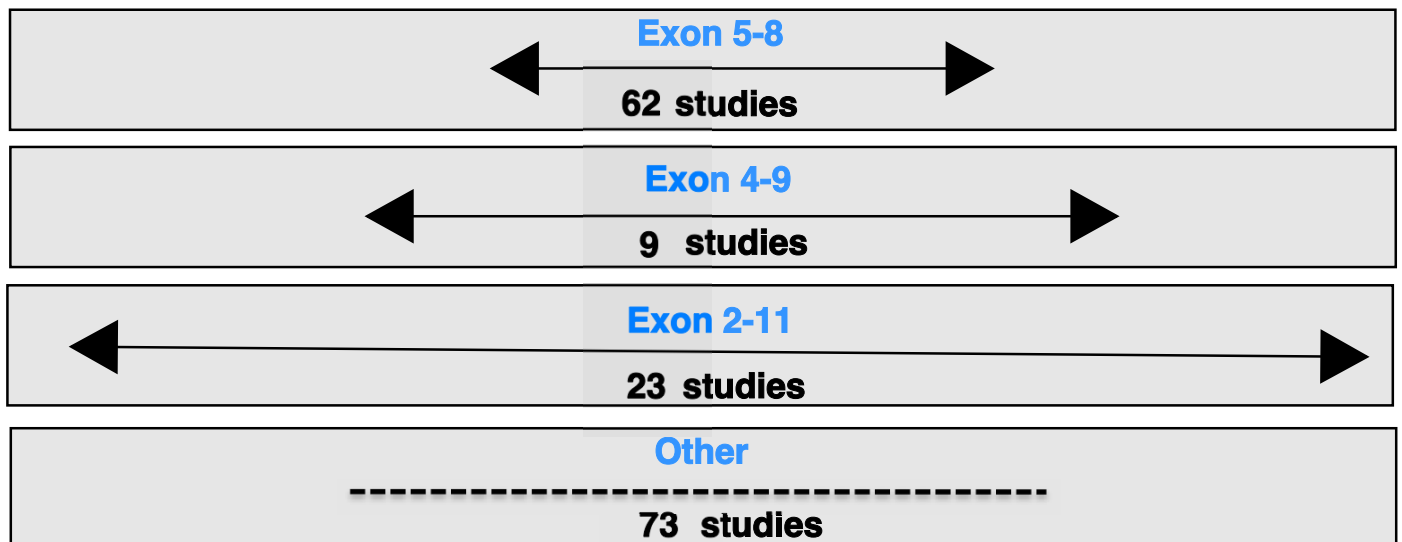 Exon 5-8
62 studies
Exon 4-9
9 studies
Exon 2-11
23 studies
Other
73 studies